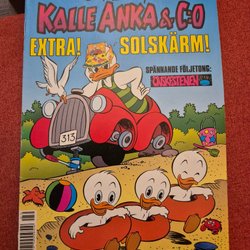 KALLE ANKA & C:O
EXTRA! SOLSKÄRM!
SPÄNNANDE FÖLJETONG:
313